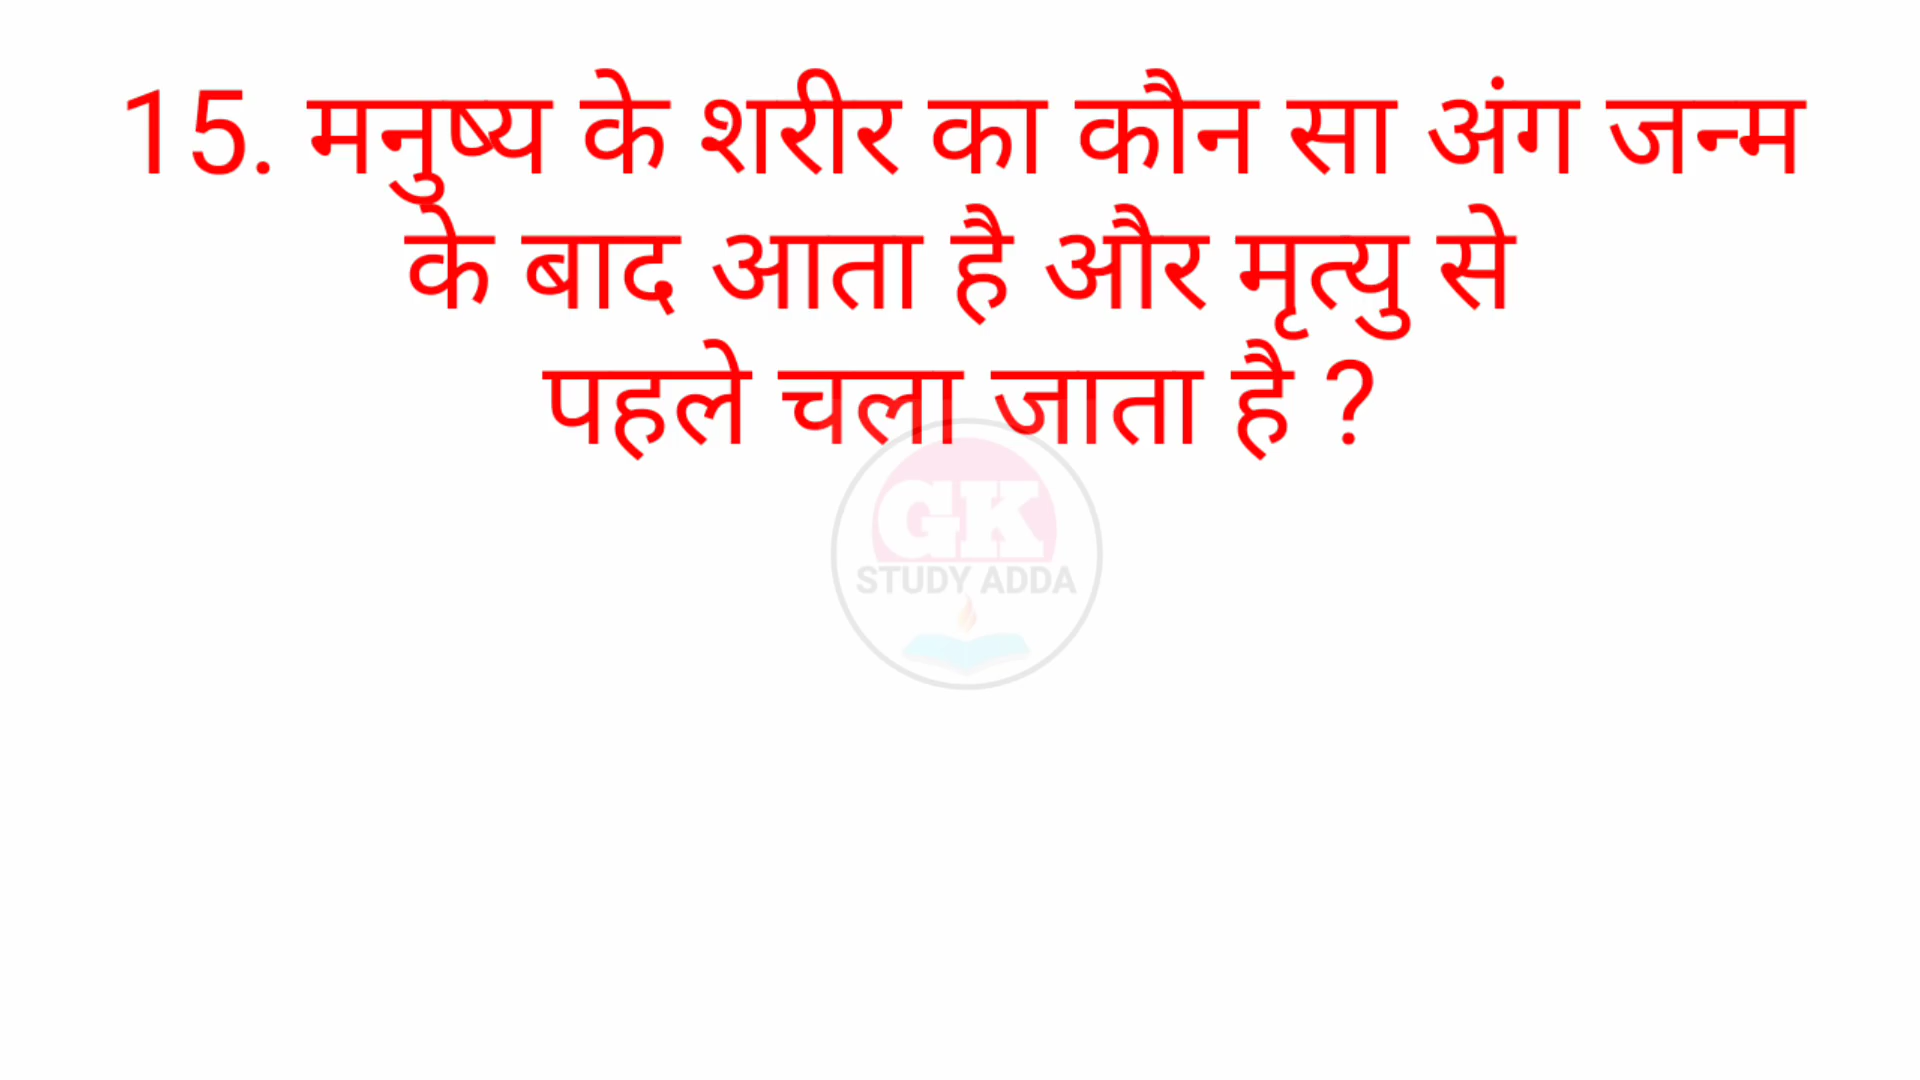 15. मनुष्य के शरीर का कौन सा अंग जन्म
के बाद आता है और मृत्यु से
पहले चला जाता है ?
GK
STUDY ADDA